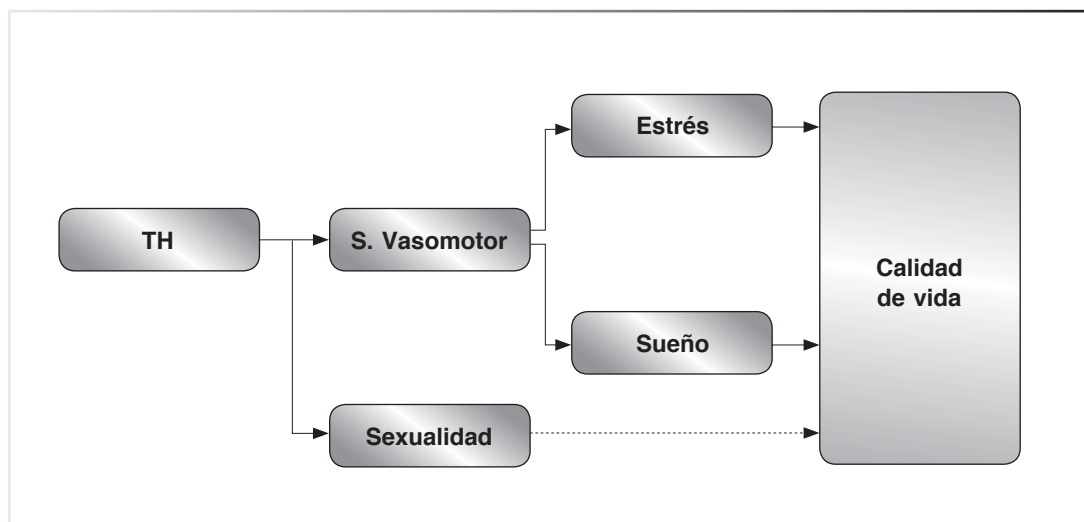 Estrés
TH
S. Vasomotor
Calidad
de vida
Sueño
Sexualidad